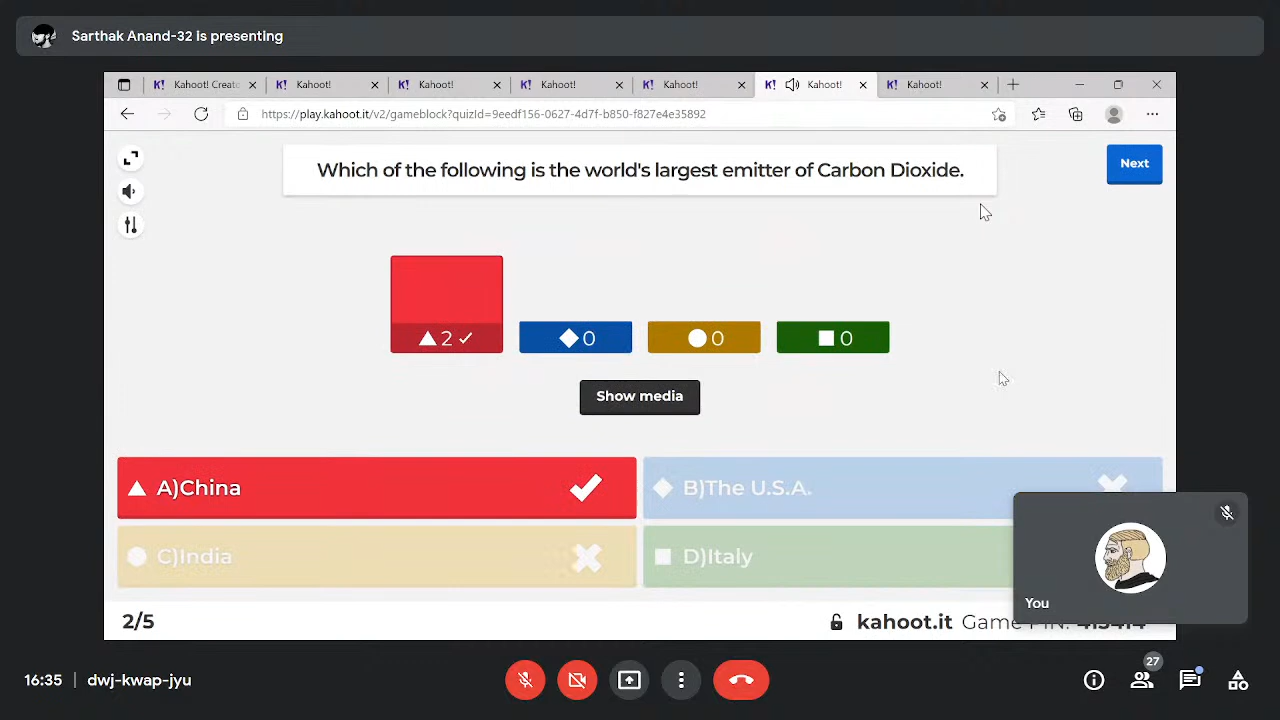 Sarthak Anand-32 is presenting
K! Kahoot! Create
K! Kahoot!
K! Kahoot!
K! Kahoot!
K! Kahoot!
K! Kahoot!
K! Kahoot!
https://play.kahoot.it/v2/gameblock?quizId=9eedf156-0627-4d7f-b850-f827e4e35892
Which of the following is the world's largest emitter of Carbon Dioxide.
Next
2
0
0
0
Show media
A)China
B)The U.S.A.
C)India
D)Italy
You
2/5
kahoot.it Game PIN:
16:35 | dwj-kwap-jyu
27